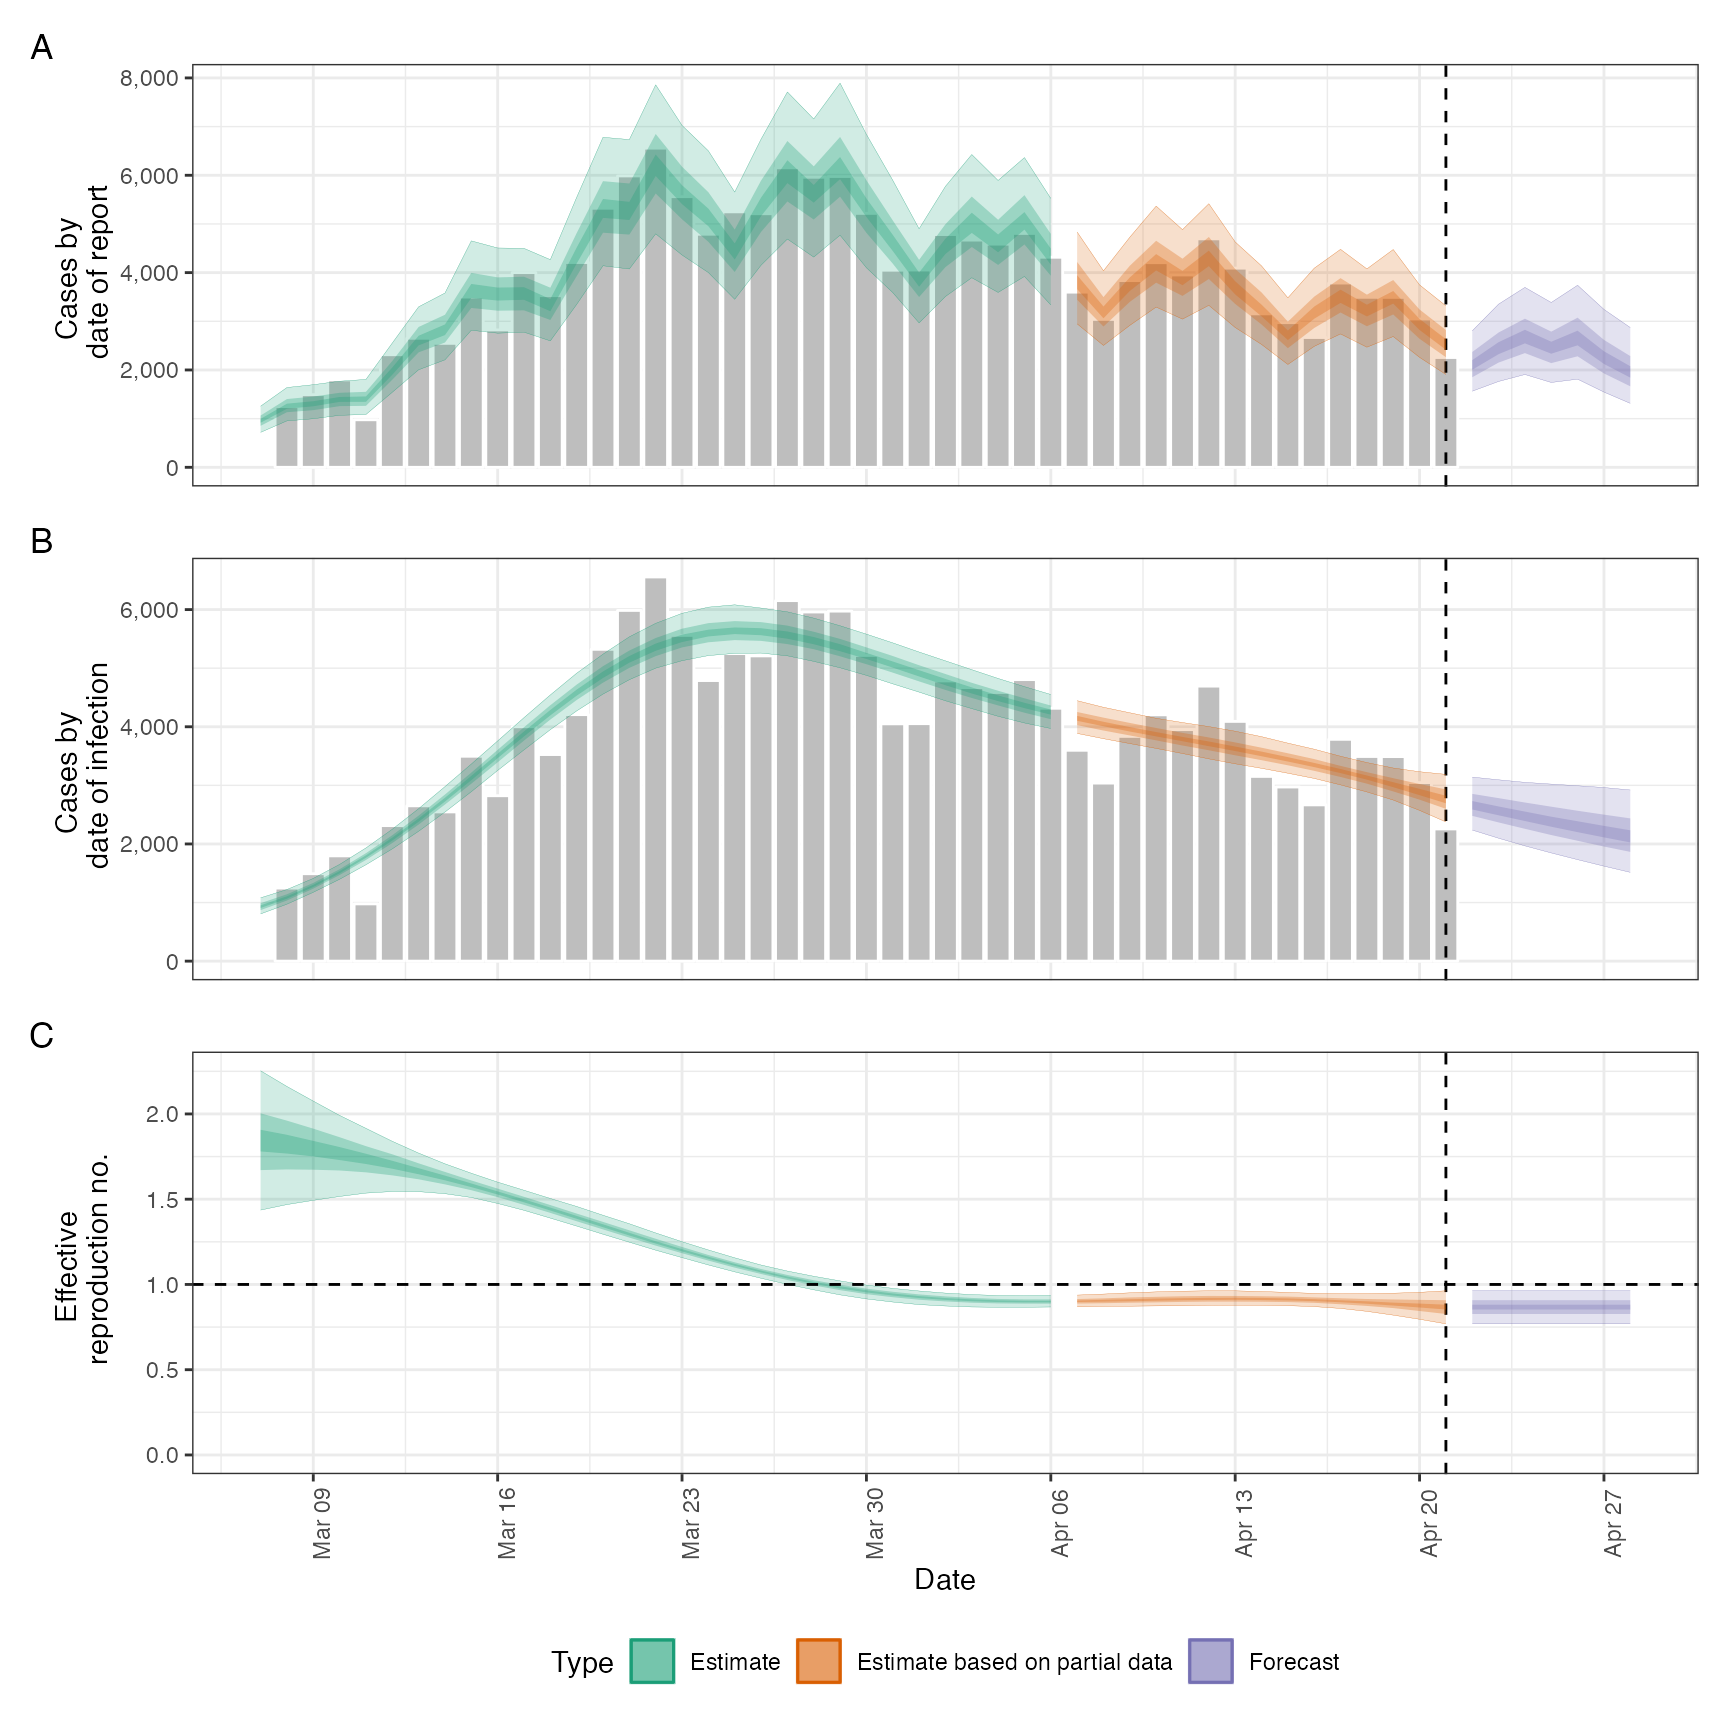 A
8,000
6,000
4,000
2,000
0
Cases by
date of report
B
6,000
4,000
2,000
0
Cases by
date of infection
C
2.0
1.5
1.0
0.5
0.0
Effective
reproduction no.
Mar 09
Mar 16
Mar 23
Mar 30
Apr 06
Apr 13
Apr 20
Apr 27
Date
Type Estimate Estimate based on partial data Forecast